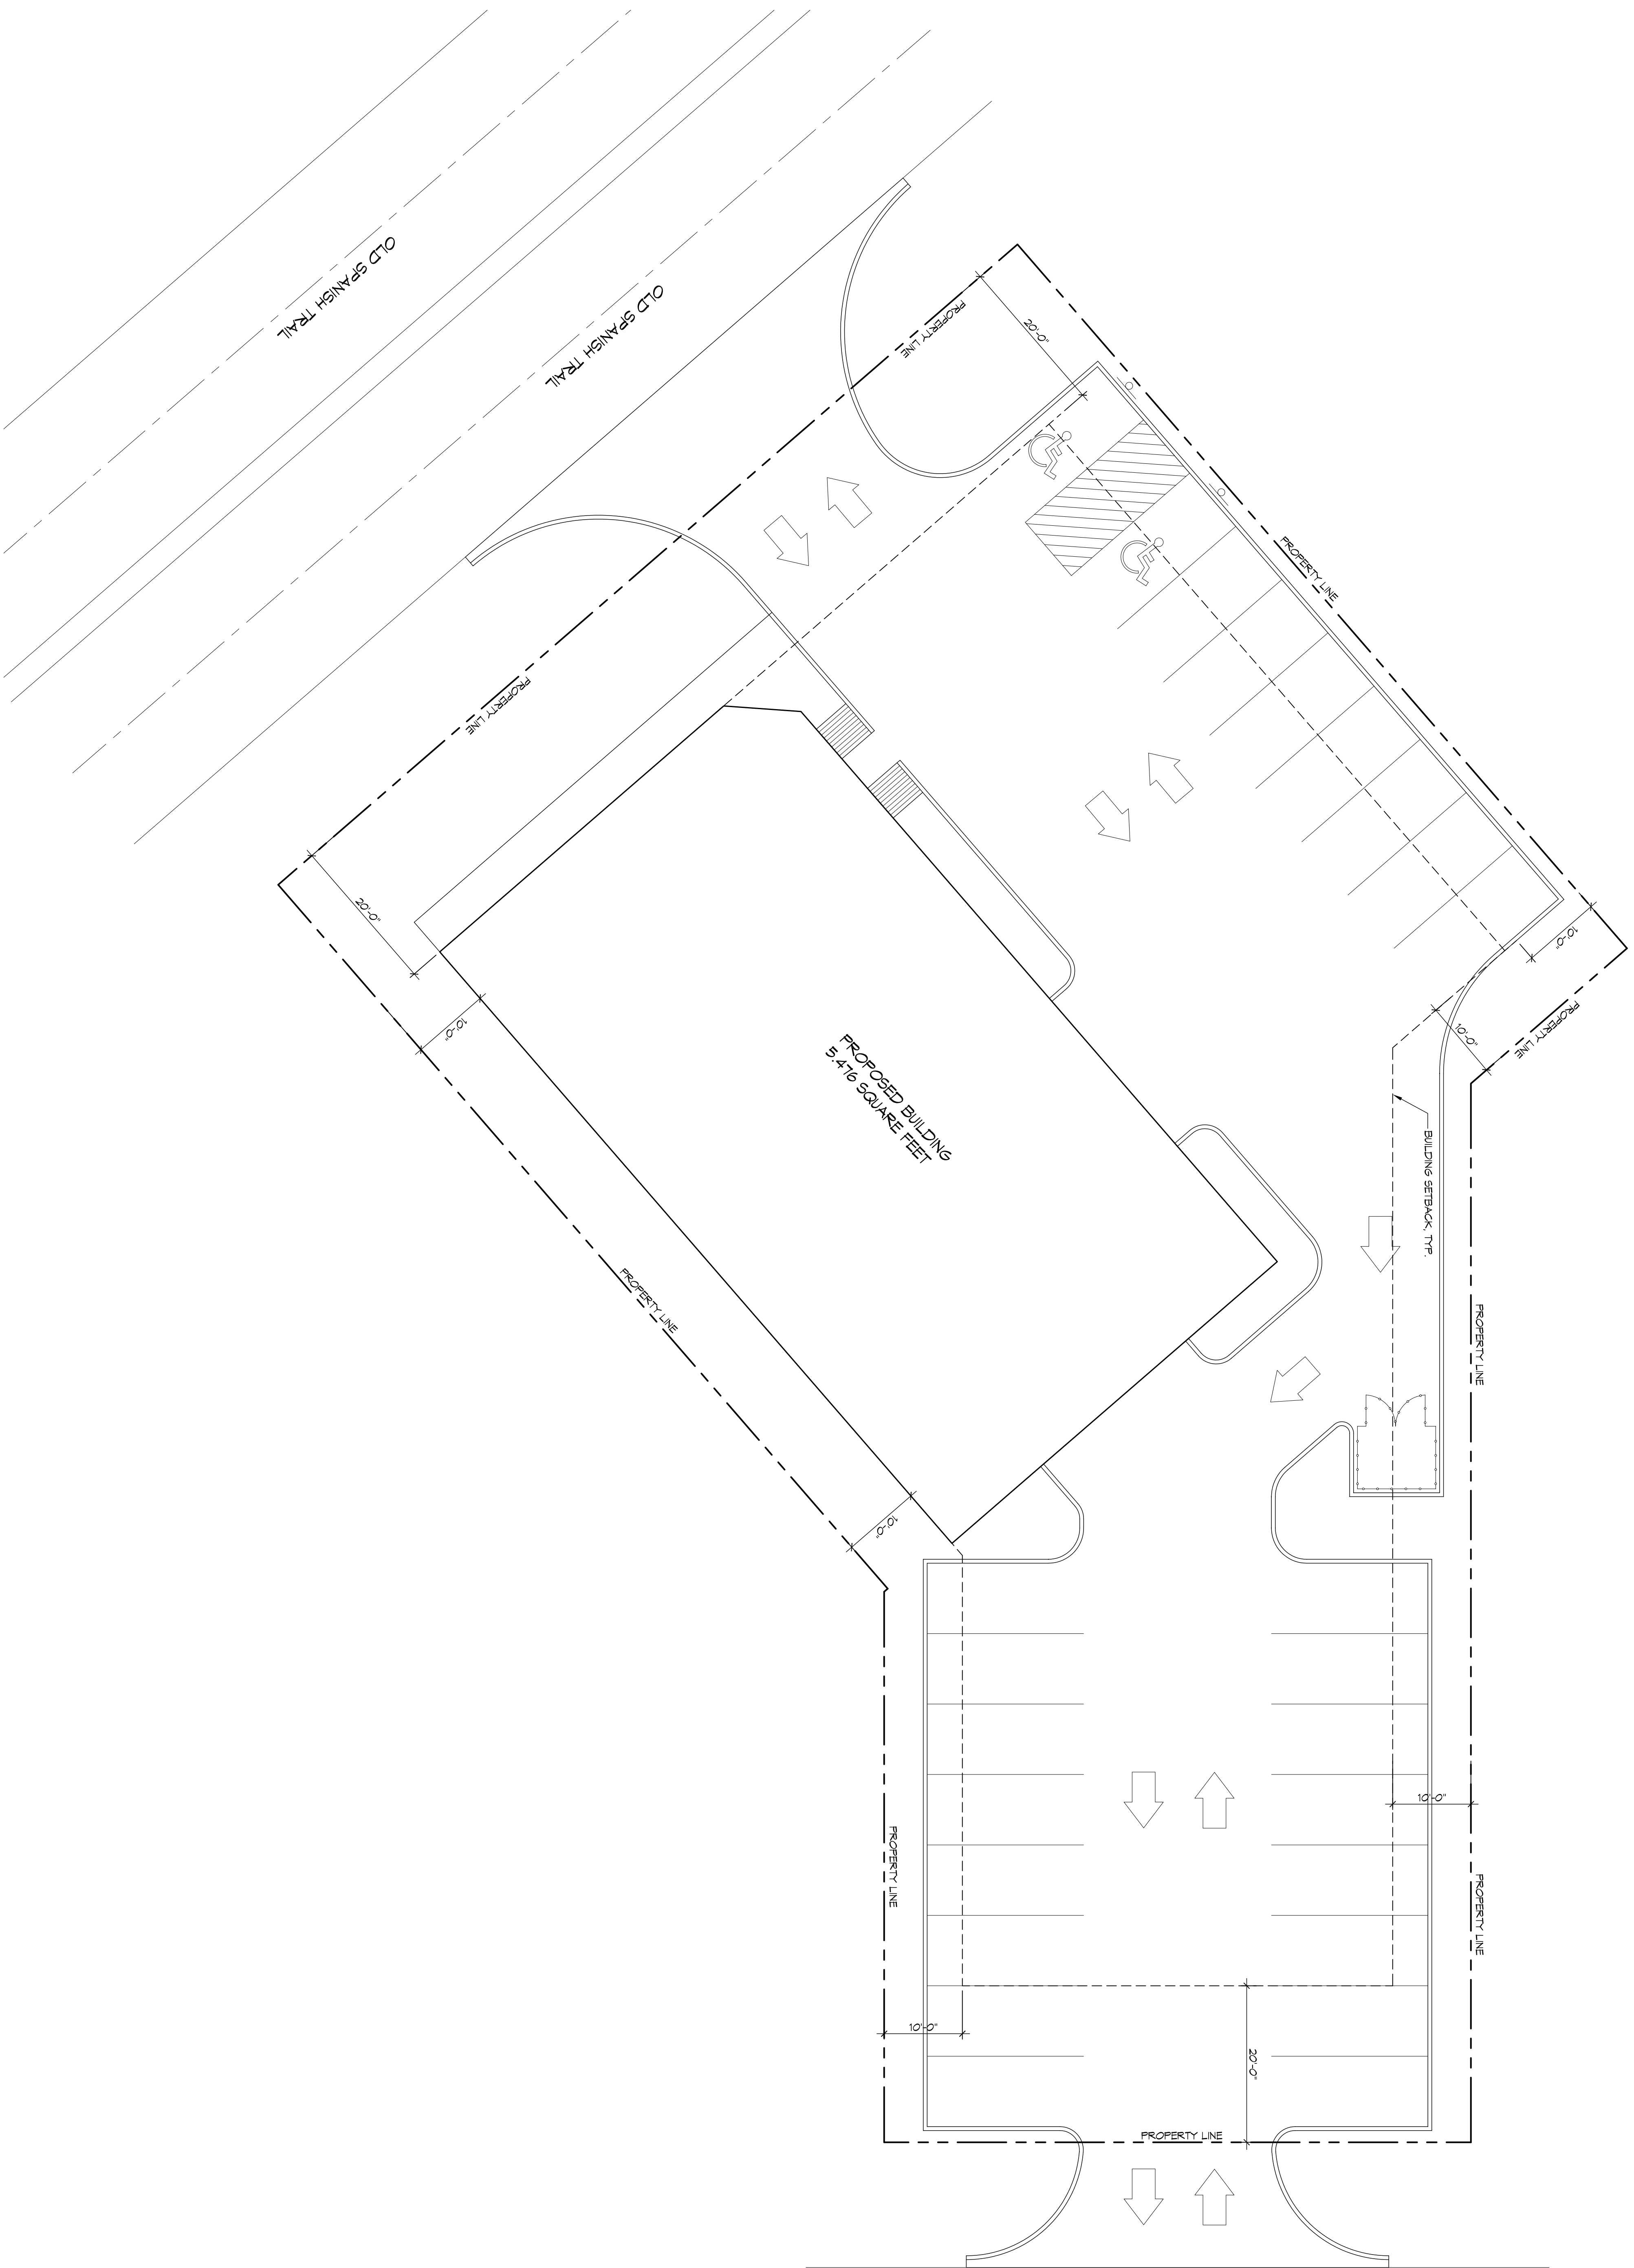 OLD SPANISH TRAIL
OLD SPANISH TRAIL
PROPERTY LINE
20'-0"
PROPERTY LINE
PROPERTY LINE
20'-0"
10'-0"
10'-0"
PROPERTY LINE
10'-0"
10'-0"
PROPOSED BUILDING
5.476 SQUARE FEET
BUILDING SETBACK, TYP.
PROPERTY LINE
PROPERTY LINE
10'-0"
10'-0"
PROPERTY LINE
PROPERTY LINE
10'-0"
20'-0"
PROPERTY LINE